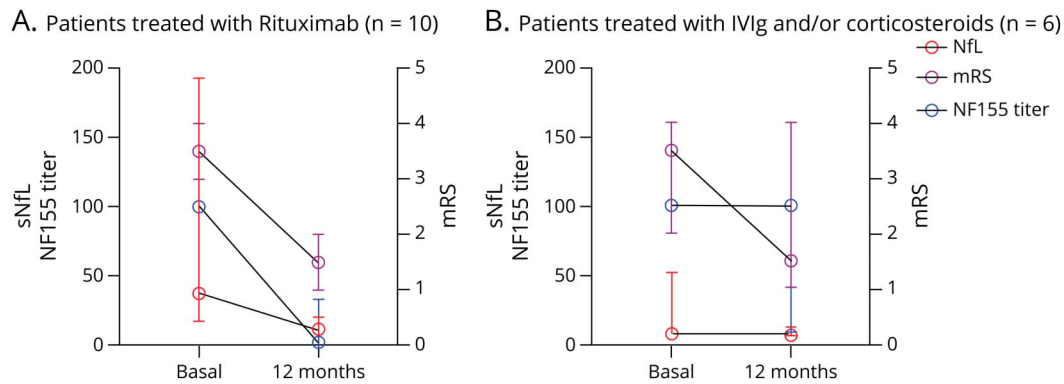 A. Patients treated with Rituximab (n = 10)
200
150
100
50
0
sNfL
NF155 titer
5
4
3
2
1
0
mRS
Basal
12 months
B. Patients treated with IVIg and/or corticosteroids (n = 6)
NfL
mRS
NF155 titer
200
150
100
50
0
sNfL
NF155 titer
5
4
3
2
1
0
mRS
Basal
12 months